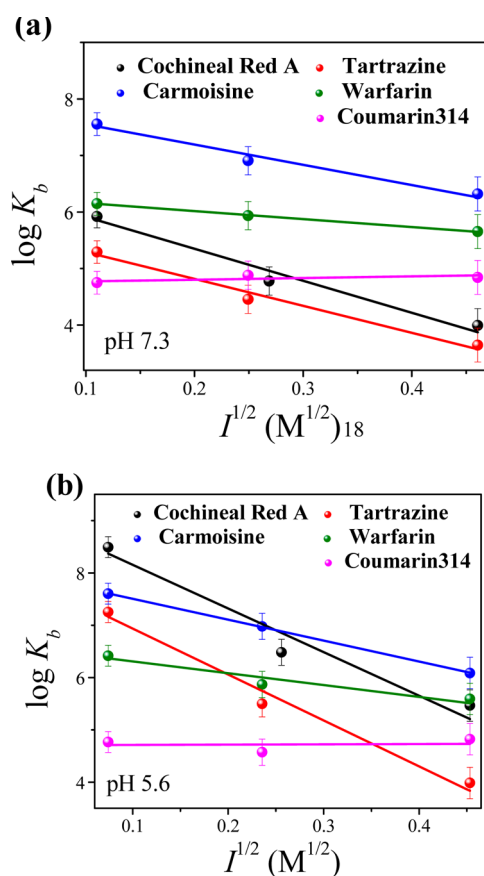 (a)
Cochineal Red A Tartrazine
Carmoisine Warfarin
Coumarin314
8
6
4
log K_b
pH 7.3
0.1 0.2 0.3 0.4
I^1/2 (M^1/2)18
(b)
Cochineal Red A Tartrazine
Carmoisine Warfarin
Coumarin314
8
6
4
log K_b
pH 5.6
0.1 0.2 0.3 0.4
I^1/2 (M^1/2)